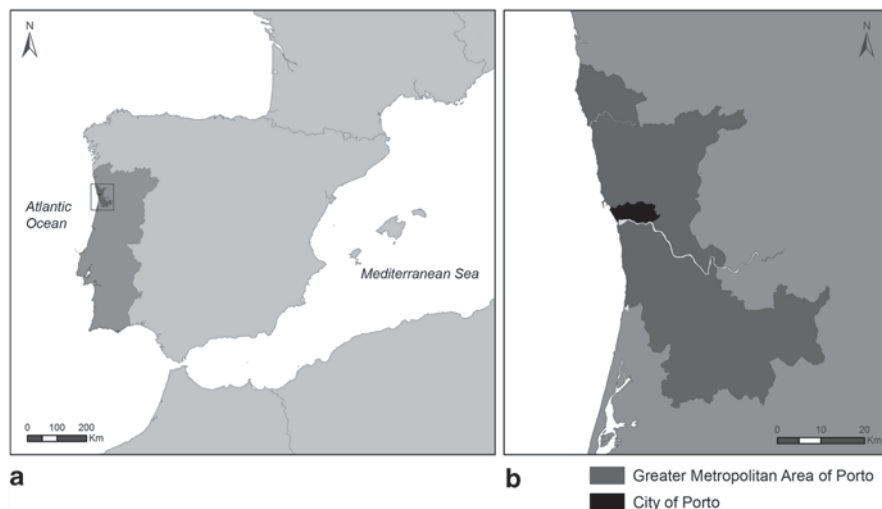 N
Atlantic
Ocean
Mediterranean Sea
0 100 200
Km
a
N
0 10 20
Km
b
Greater Metropolitan Area of Porto
City of Porto